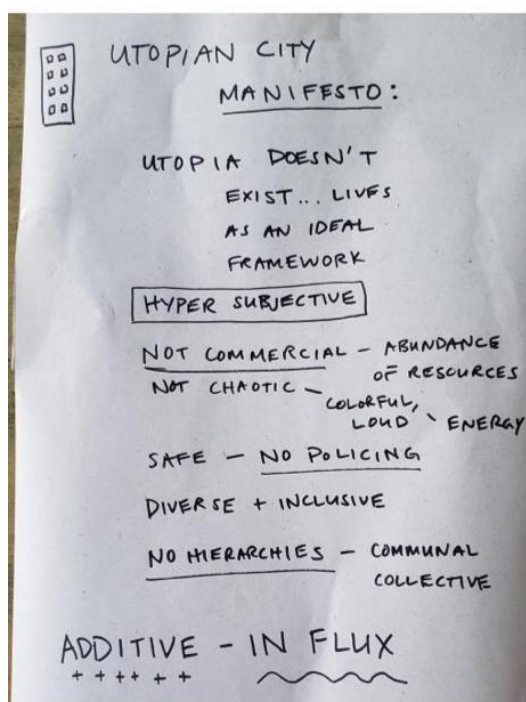 UTOPIAN CITY
MANIFESTO:
UTOPIA DOESN'T
EXIST... LIVES
AS AN IDEAL
FRAMEWORK
HYPER SUBJECTIVE
NOT COMMERCIAL - ABUNDANCE
OF RESOURCES
NOT CHAOTIC - COLORFUL,
LOUD - ENERGY
SAFE - NO POLICING
DIVERSE + INCLUSIVE
NO HIERARCHIES - COMMUNAL
COLLECTIVE
ADDITIVE - IN FLUX
+ + + + + +